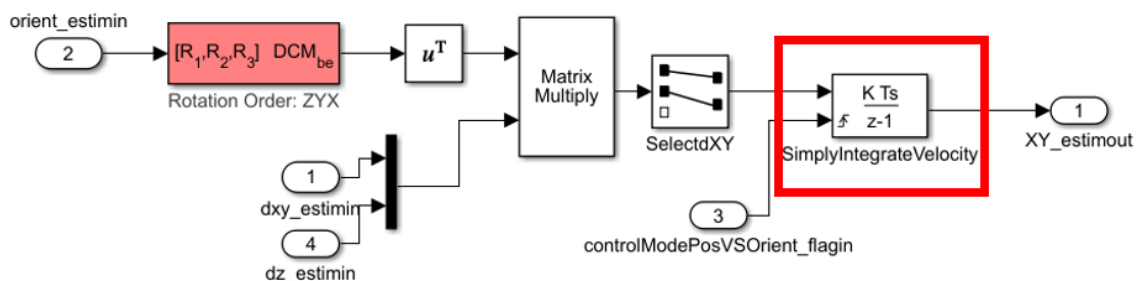 orient_estimin
2
[R1,R2,R3] DCMbe
Rotation Order: ZYX
uT
Matrix
Multiply
SelectdXY
K Ts
z-1
SimplyIntegrateVelocity
1
XY_estimout
1
dxy_estimin
4
dz_estimin
3
controlModePosVSOrient_flagin